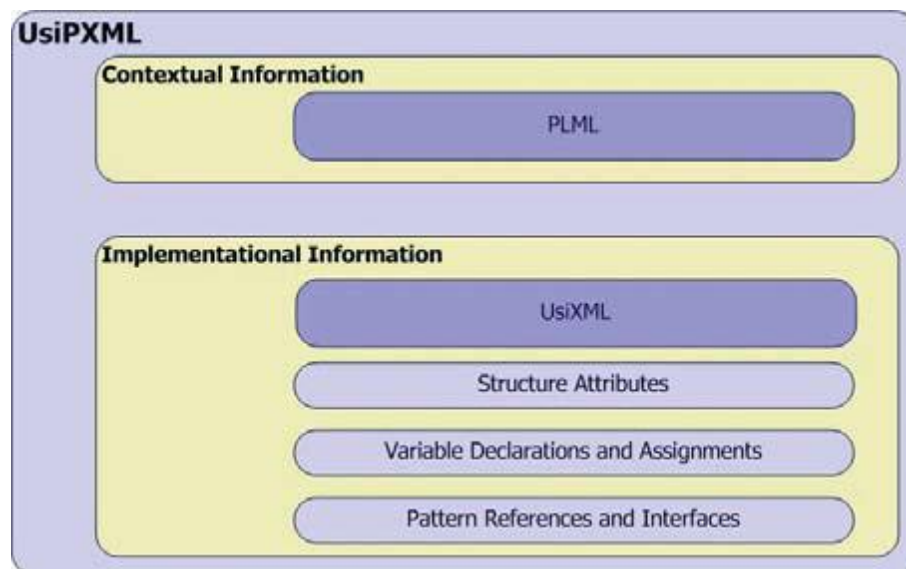 UsiPXML
Contextual Information
PLML
Implementational Information
UsiXML
Structure Attributes
Variable Declarations and Assignments
Pattern References and Interfaces